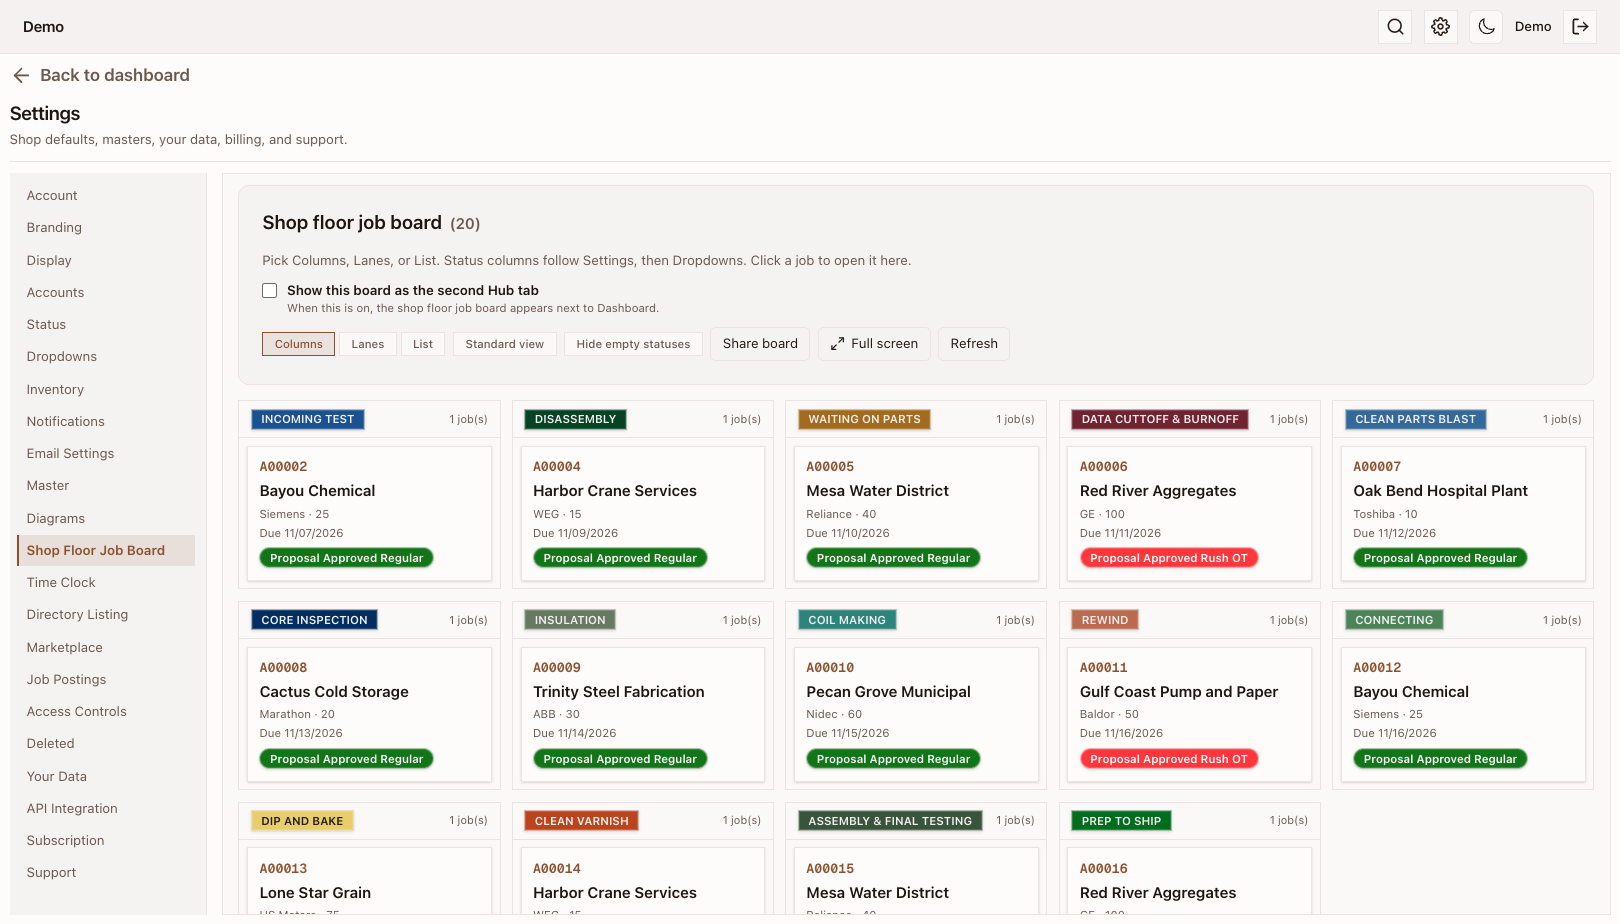 Demo
Demo
Back to dashboard
Settings
Shop defaults, masters, your data, billing, and support.
Account
Branding
Display
Accounts
Status
Dropdowns
Inventory
Notifications
Email Settings
Master
Diagrams
Shop Floor Job Board
Time Clock
Directory Listing
Marketplace
Job Postings
Access Controls
Deleted
Your Data
API Integration
Subscription
Support
Shop floor job board (20)
Pick Columns, Lanes, or List. Status columns follow Settings, then Dropdowns. Click a job to open it here.
Show this board as the second Hub tab
When this is on, the shop floor job board appears next to Dashboard.
Columns Lanes List Standard view Hide empty statuses Share board Full screen Refresh
INCOMING TEST 1 job(s)
A00002
Bayou Chemical
Siemens · 25
Due 11/07/2026
Proposal Approved Regular
DISASSEMBLY 1 job(s)
A00004
Harbor Crane Services
WEG · 15
Due 11/09/2026
Proposal Approved Regular
WAITING ON PARTS 1 job(s)
A00005
Mesa Water District
Reliance · 40
Due 11/10/2026
Proposal Approved Regular
DATA CUTTOFF & BURNOFF 1 job(s)
A00006
Red River Aggregates
GE · 100
Due 11/11/2026
Proposal Approved Rush OT
CLEAN PARTS BLAST 1 job(s)
A00007
Oak Bend Hospital Plant
Toshiba · 10
Due 11/12/2026
Proposal Approved Regular
CORE INSPECTION 1 job(s)
A00008
Cactus Cold Storage
Marathon · 20
Due 11/13/2026
Proposal Approved Regular
INSULATION 1 job(s)
A00009
Trinity Steel Fabrication
ABB · 30
Due 11/14/2026
Proposal Approved Regular
COIL MAKING 1 job(s)
A00010
Pecan Grove Municipal
Nidec · 60
Due 11/15/2026
Proposal Approved Regular
REWIND 1 job(s)
A00011
Gulf Coast Pump and Paper
Baldor · 50
Due 11/16/2026
Proposal Approved Rush OT
CONNECTING 1 job(s)
A00012
Bayou Chemical
Siemens · 25
Due 11/16/2026
Proposal Approved Regular
DIP AND BAKE 1 job(s)
A00013
Lone Star Grain
CLEAN VARNISH 1 job(s)
A00014
Harbor Crane Services
ASSEMBLY & FINAL TESTING 1 job(s)
A00015
Mesa Water District
PREP TO SHIP 1 job(s)
A00016
Red River Aggregates